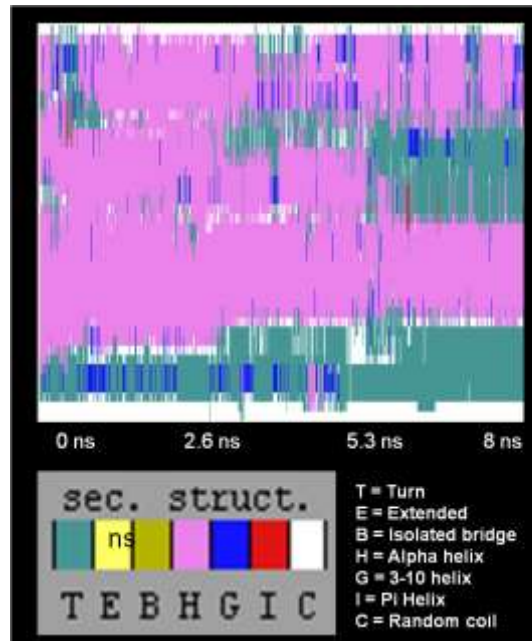 0 ns 2.6 ns 5.3 ns 8 ns
sec. struct.
ns
T E B H G I C
T = Turn
E = Extended
B = Isolated bridge
H = Alpha helix
G = 3-10 helix
I = Pi Helix
C = Random coil